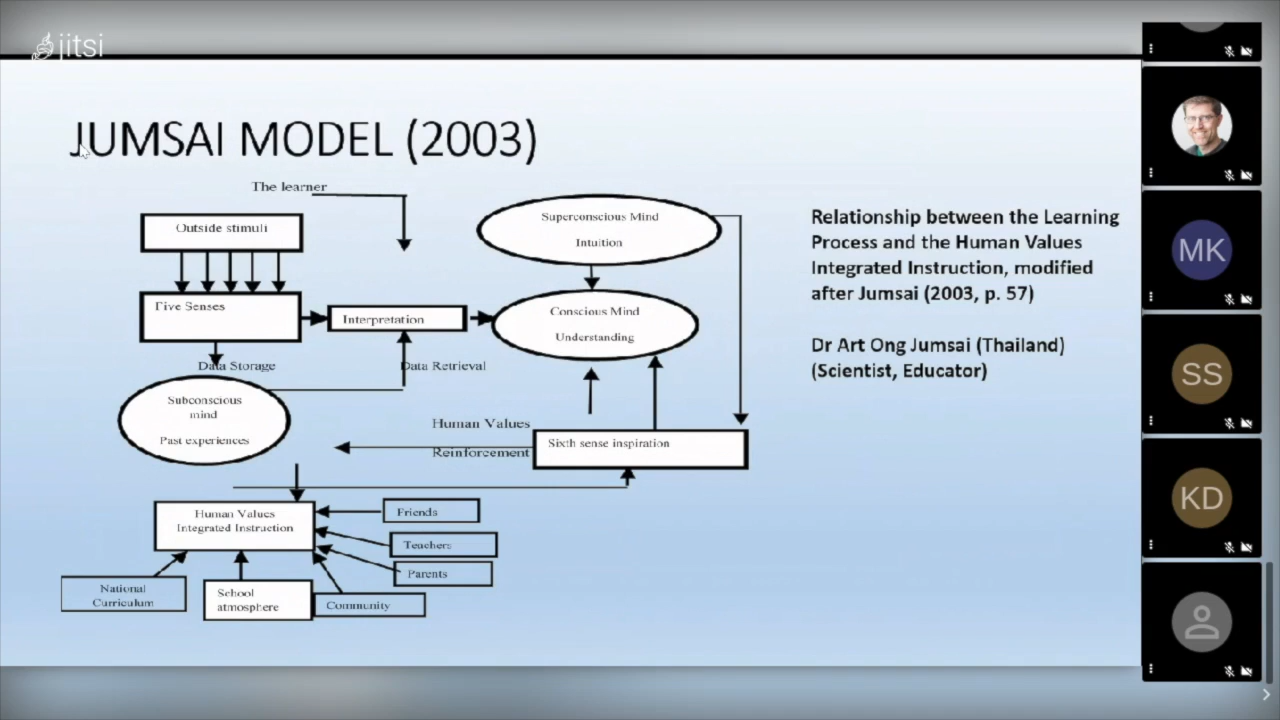 jitsi
JUMSAI MODEL (2003)
The learner
Outside stimuli
Five Senses
Interpretation
Superconscious Mind
Intuition
Conscious Mind
Understanding
Data Storage
Data Retrieval
Subconscious
mind
Past experiences
Human Values
Reinforcement
Sixth sense inspiration
Human Values
Integrated Instruction
Friends
Teachers
Parents
National
Curriculum
School
atmosphere
Community
Relationship between the Learning
Process and the Human Values
Integrated Instruction, modified
after Jumsai (2003, p. 57)
Dr Art Ong Jumsai (Thailand)
(Scientist, Educator)
MK
SS
KD